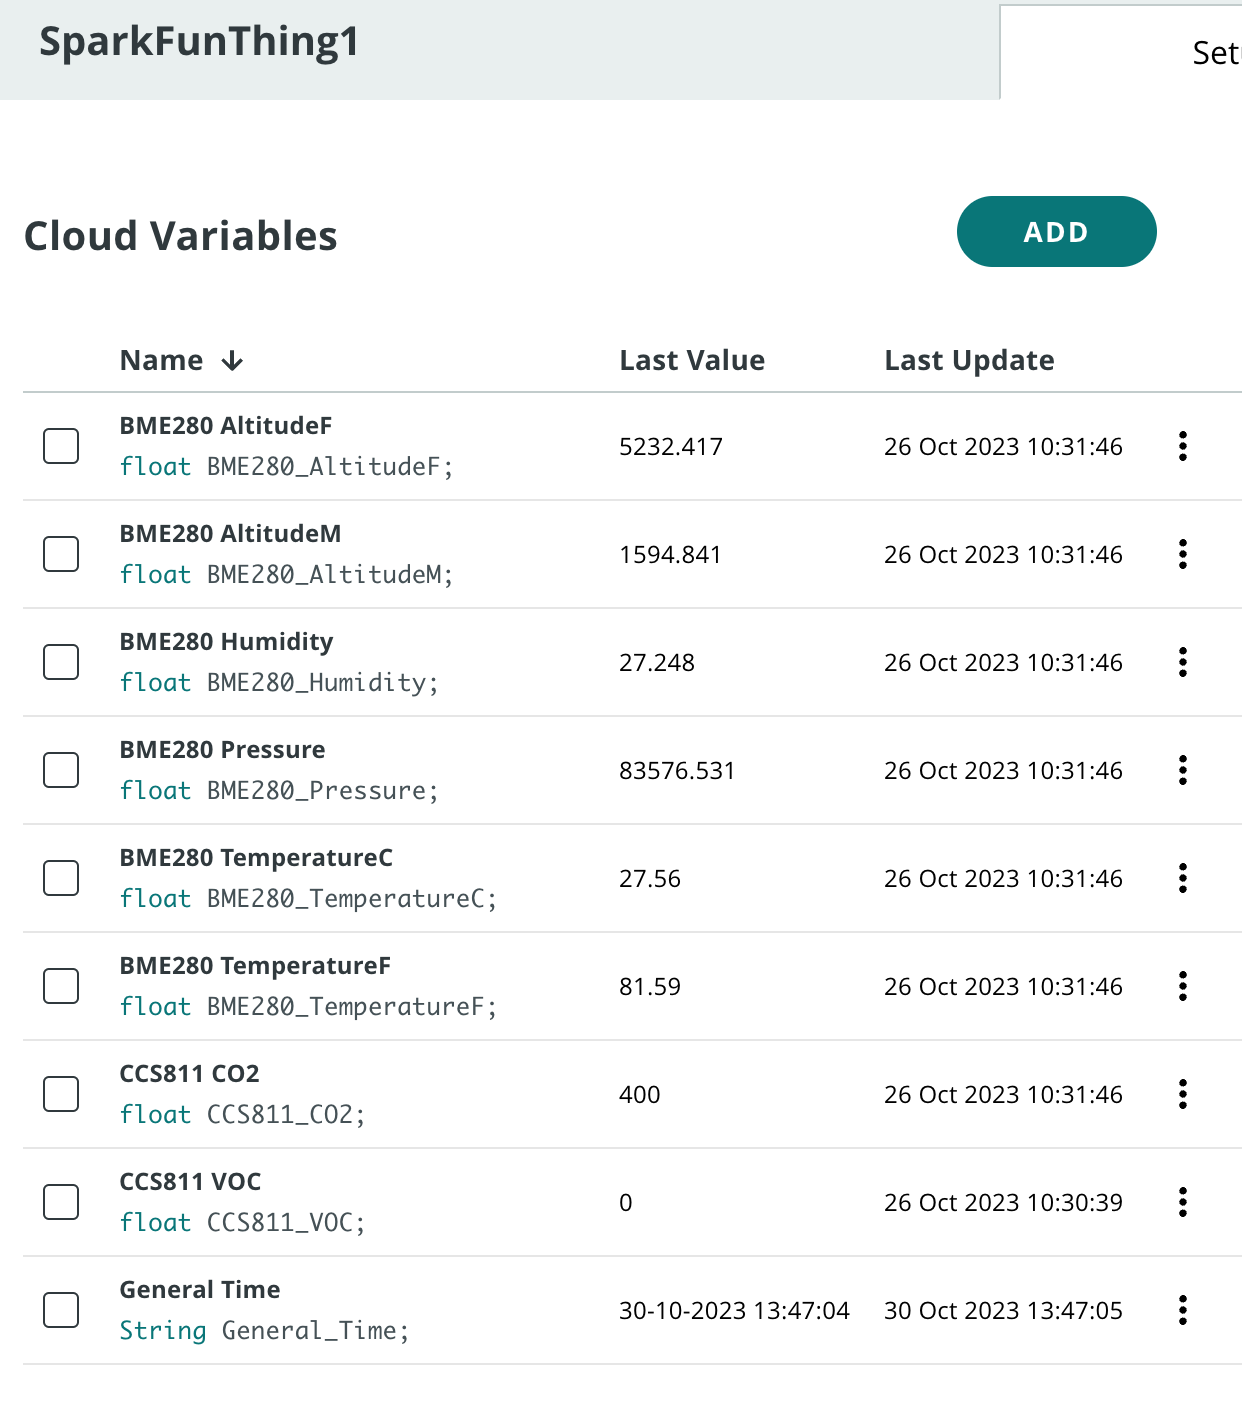 SparkFunThing1
Cloud Variables
ADD
Name ↓ Last Value Last Update
BME280 AltitudeF
float BME280_AltitudeF;
5232.417 26 Oct 2023 10:31:46
BME280 AltitudeM
float BME280_AltitudeM;
1594.841 26 Oct 2023 10:31:46
BME280 Humidity
float BME280_Humidity;
27.248 26 Oct 2023 10:31:46
BME280 Pressure
float BME280_Pressure;
83576.531 26 Oct 2023 10:31:46
BME280 TemperatureC
float BME280_TemperatureC;
27.56 26 Oct 2023 10:31:46
BME280 TemperatureF
float BME280_TemperatureF;
81.59 26 Oct 2023 10:31:46
CCS811 CO2
float CCS811_CO2;
400 26 Oct 2023 10:31:46
CCS811 VOC
float CCS811_VOC;
0 26 Oct 2023 10:30:39
General Time
String General_Time;
30-10-2023 13:47:04 30 Oct 2023 13:47:05